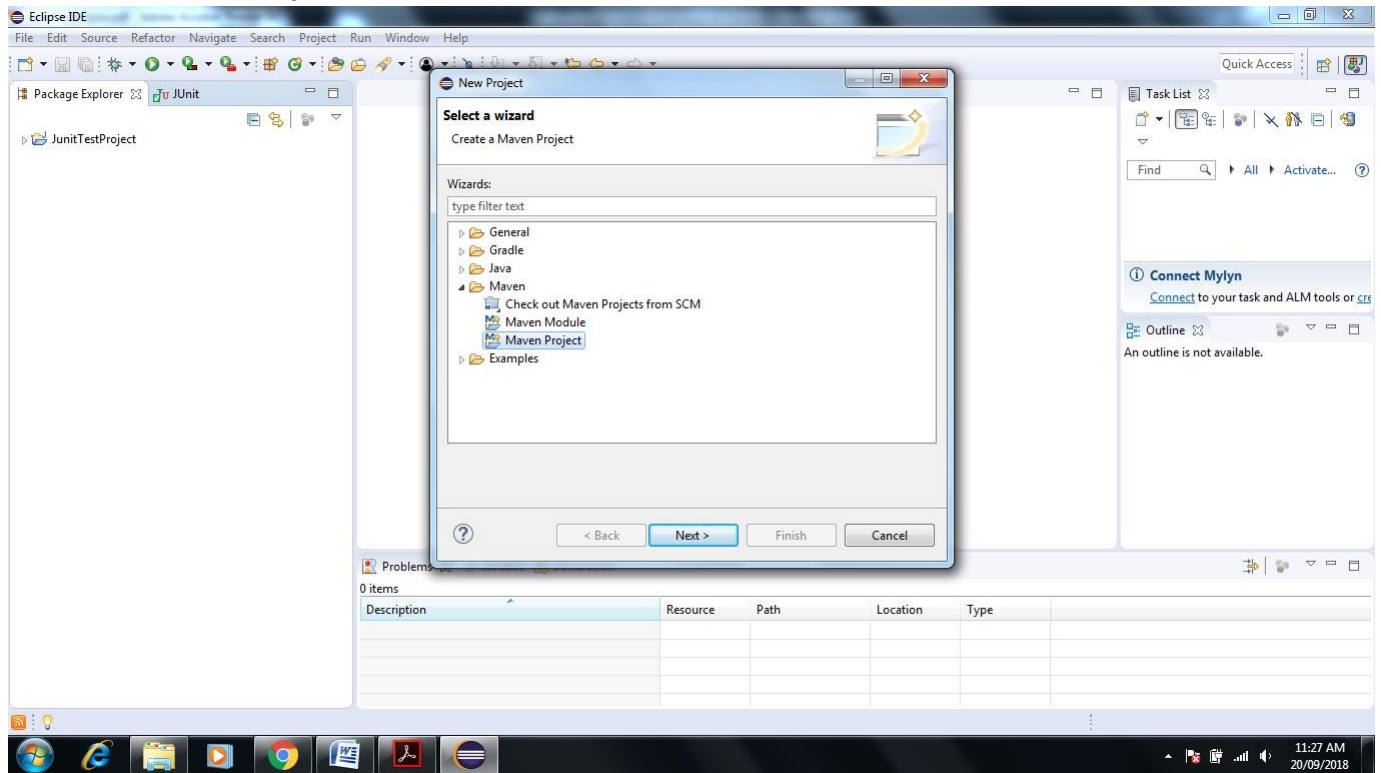 Eclipse IDE
File Edit Source Refactor Navigate Search Project Run Window Help
Quick Access
Package Explorer JUnit
JunitTestProject
New Project
Select a wizard
Create a Maven Project
Wizards:
type filter text
General
Gradle
Java
Maven
Check out Maven Projects from SCM
Maven Module
Maven Project
Examples
< Back Next > Finish Cancel
Task List
Find All Activate...
Connect Mylyn
Connect to your task and ALM tools or cre
Outline
An outline is not available.
Problems
0 items
Description Resource Path Location Type
11:27 AM
20/09/2018